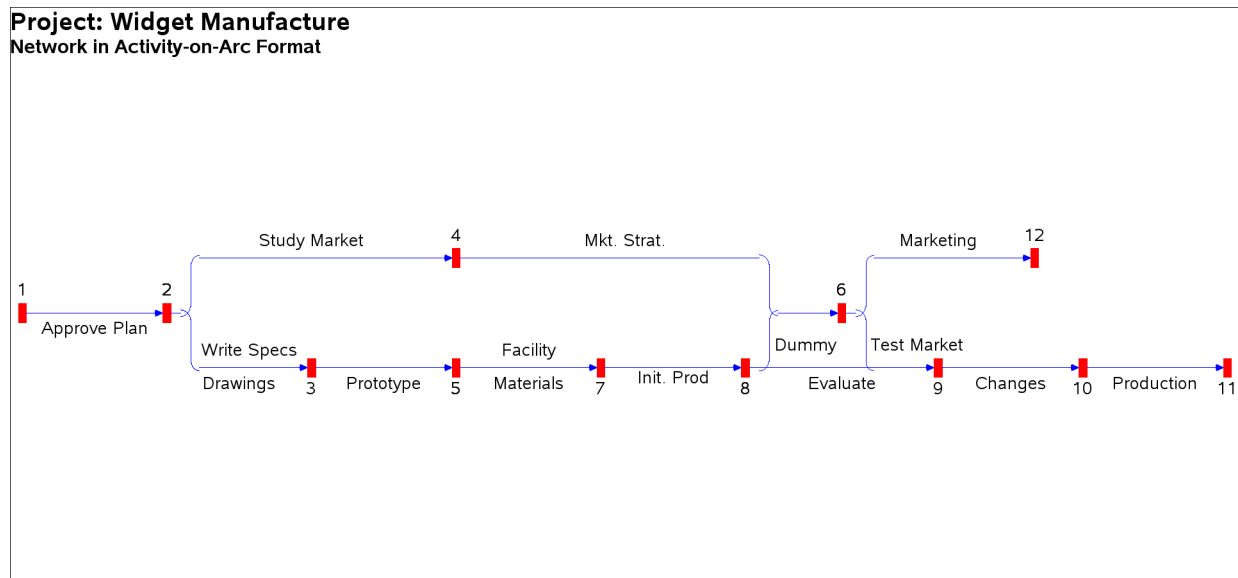 Project: Widget Manufacture
Network in Activity-on-Arc Format
Study Market
4
Mkt. Strat.
Marketing
12
1
2
6
Approve Plan
Write Specs
Facility
Dummy
Test Market
Drawings
3
Prototype
5
Materials
7
Init. Prod
8
Evaluate
9
Changes
10
Production
11